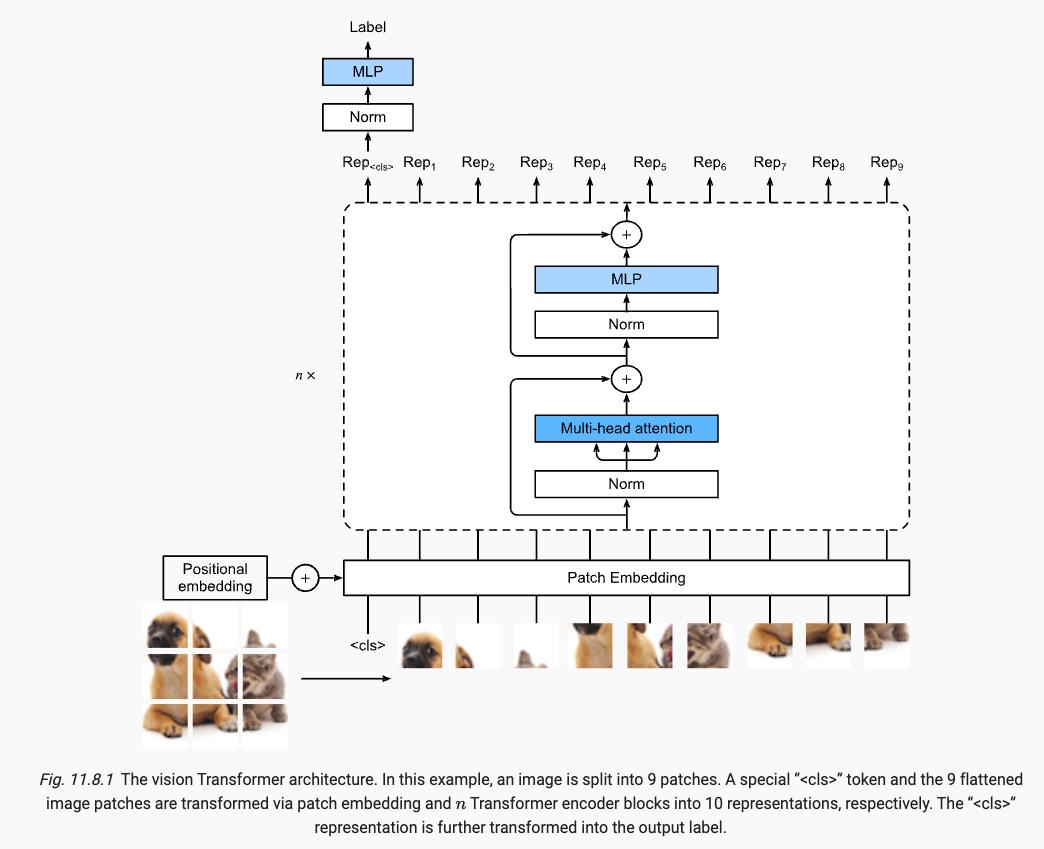 Label
MLP
Norm
Rep<cls> Rep1 Rep2 Rep3 Rep4 Rep5 Rep6 Rep7 Rep8 Rep9
+
MLP
Norm
n ×
+
Multi-head attention
Norm
Positional
embedding
+
Patch Embedding
<cls>
Fig. 11.8.1 The vision Transformer architecture. In this example, an image is split into 9 patches. A special “<cls>” token and the 9 flattened
image patches are transformed via patch embedding and n Transformer encoder blocks into 10 representations, respectively. The “<cls>”
representation is further transformed into the output label.